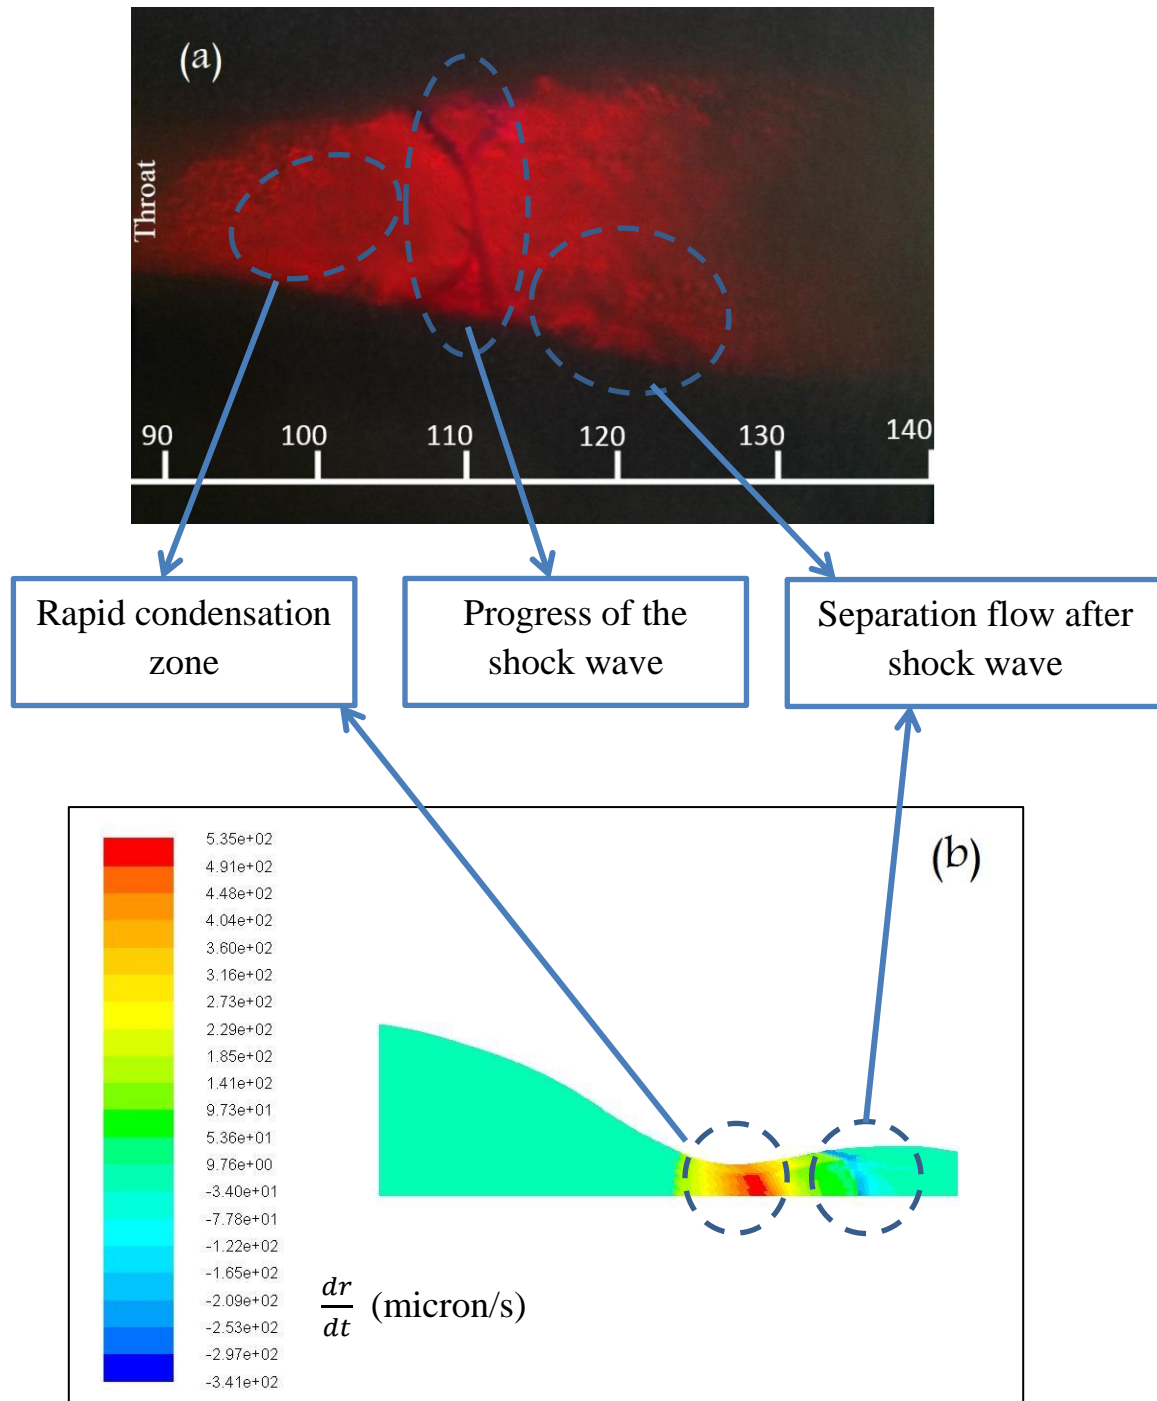 (a)
Throat
90 100 110 120 130 140
Rapid condensation
zone
Progress of the
shock wave
Separation flow after
shock wave
(b)
5.35e+02
4.91e+02
4.48e+02
4.04e+02
3.60e+02
3.16e+02
2.73e+02
2.29e+02
1.85e+02
1.41e+02
9.73e+01
5.36e+01
9.76e+00
-3.40e+01
-7.78e+01
-1.22e+02
-1.65e+02
-2.09e+02
-2.53e+02
-2.97e+02
-3.41e+02
dr/dt (micron/s)